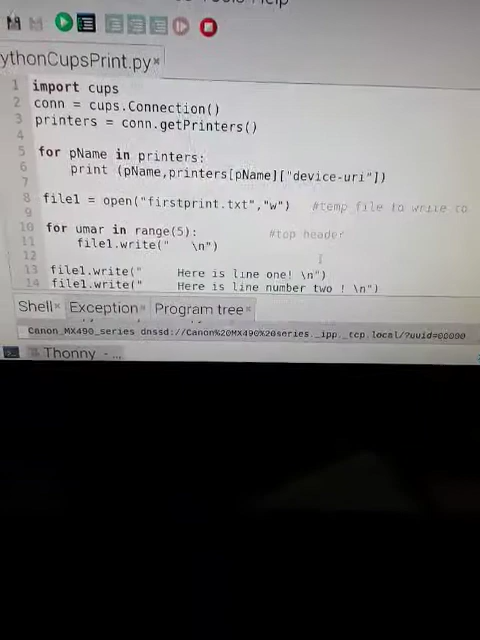 Tools Help
ythonCupsPrint.py×
1 import cups
2 conn = cups.Connection()
3 printers = conn.getPrinters()
4
5 for pName in printers:
6 print (pName,printers[pName]["device-uri"])
7
8 file1 = open("firstprint.txt","w") #temp file to write to
9
10 for umar in range(5): #top header
11 file1.write(" \n")
12
13 file1.write(" Here is line one! \n")
14 file1.write(" Here is line number two ! \n")
Shell× Exception× Program tree×
Canon_MX490_series dnssd://Canon%20MX490%20series._ipp._tcp.local/?uuid=00000
Thonny - ...